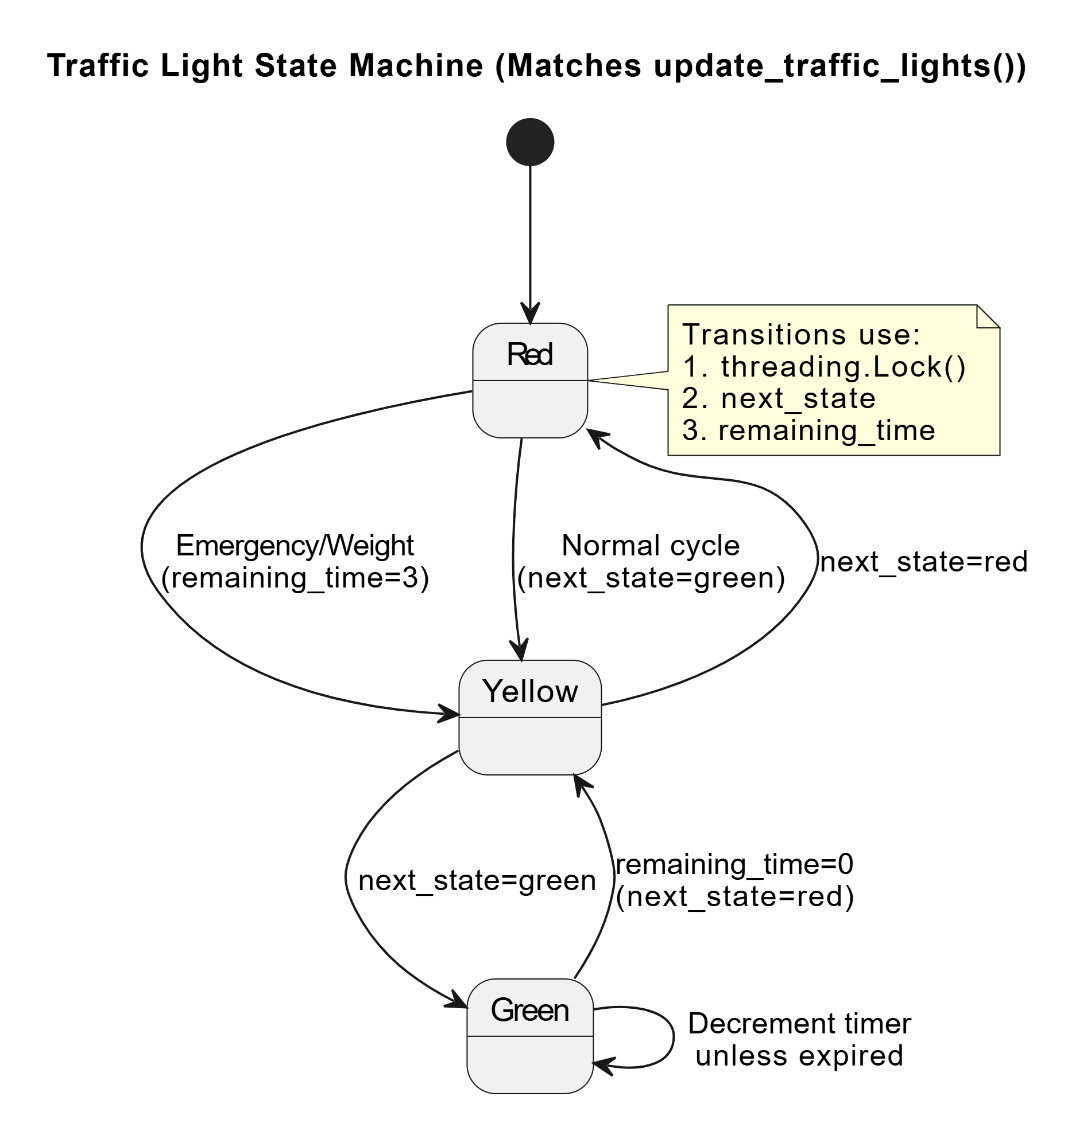 Traffic Light State Machine (Matches update_traffic_lights())
Red
Transitions use:
1. threading.Lock()
2. next_state
3. remaining_time
Emergency/Weight
(remaining_time=3)
Normal cycle
(next_state=green)
next_state=red
Yellow
next_state=green
remaining_time=0
(next_state=red)
Green
Decrement timer
unless expired